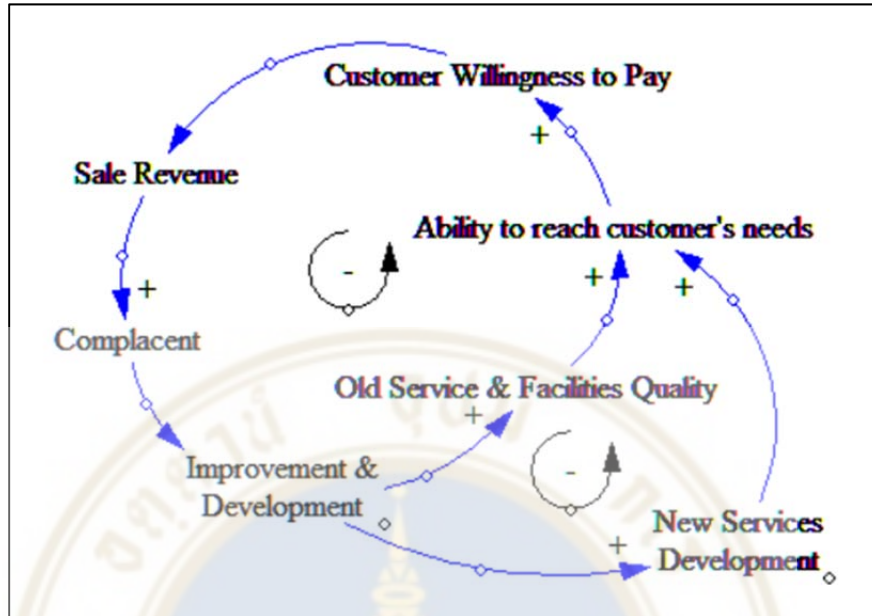 Customer Willingness to Pay
+
Sale Revenue
Ability to reach customer's needs
-
+
+
+
Complacent
Old Service & Facilities Quality
+
Improvement &
Development
-
New Services
Development
+